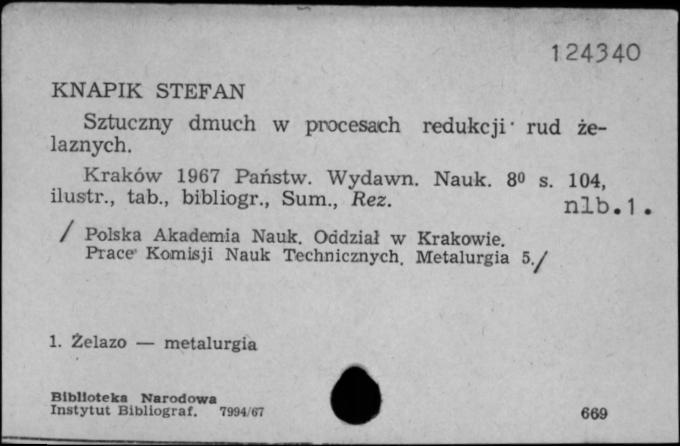 124340
KNAPIK STEFAN
Sztuczny dmuch w procesach redukcji rud że-
laznych.
Kraków 1967 Państw. Wydawn. Nauk. 8⁰ s. 104,
ilustr., tab., bibliogr., Sum., Rez. nlb.1.
/ Polska Akademia Nauk. Oddział w Krakowie.
Prace Komisji Nauk Technicznych. Metalurgia 5./
1. Żelazo — metalurgia
Biblioteka Narodowa
Instytut Bibliograf. 7994/67 669